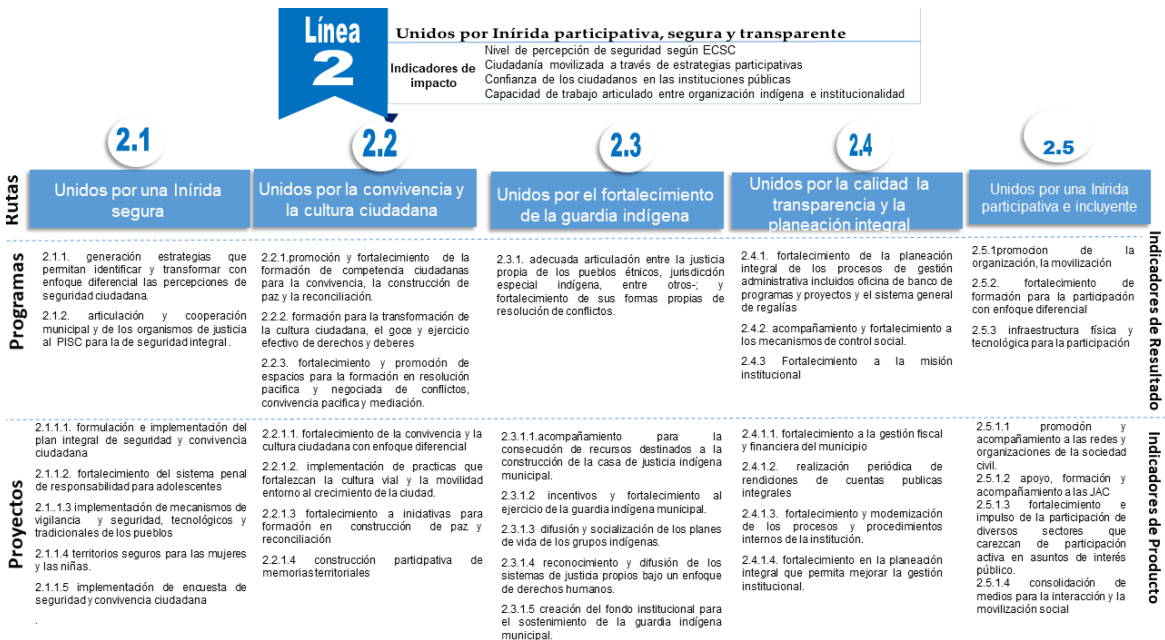 Línea
2
Unidos por Inírida participativa, segura y transparente
Indicadores de
impacto
Nivel de percepción de seguridad según ECSC
Ciudadanía movilizada a través de estrategias participativas
Confianza de los ciudadanos en las instituciones públicas
Capacidad de trabajo articulado entre organización indígena e institucionalidad
Rutas
2.1
Unidos por una Inírida
segura
2.2
Unidos por la convivencia y
la cultura ciudadana
2.3
Unidos por el fortalecimiento
de la guardia indígena
2.4
Unidos por la calidad la
transparencia y la
planeación integral
2.5
Unidos por una Inírida
participativa e incluyente
Programas
2.1.1. generación estrategias que
permitan identificar y transformar con
enfoque diferencial las percepciones de
seguridad ciudadana.
2.1.2. articulación y cooperación
municipal y de los organismos de justicia
al PISC para la de seguridad integral .
2.2.1.promoción y fortalecimiento de la
formación de competencia ciudadanas
para la convivencia, la construcción de
paz y la reconciliación.
2.2.2. formación para la transformación de
la cultura ciudadana, el goce y ejercicio
efectivo de derechos y deberes
2.2.3. fortalecimiento y promoción de
espacios para la formación en resolución
pacifica y negociada de conflictos,
convivencia pacifica y mediación.
2.3.1. adecuada articulación entre la justicia
propia de los pueblos étnicos, jurisdicción
especial indígena, entre otros-; y
fortalecimiento de sus formas propias de
resolución de conflictos.
2.4.1. fortalecimiento de la planeación
integral de los procesos de gestión
administrativa incluidos oficina de banco de
programas y proyectos y el sistema general
de regalías
2.4.2. acompañamiento y fortalecimiento a
los mecanismos de control social.
2.4.3 Fortalecimiento a la misión
institucional
2.5.1promocion de la
organización, la movilización
2.5.2. fortalecimiento de
formación para la participación
con enfoque diferencial
2.5.3 infraestructura física y
tecnológica para la participación
Indicadores de Resultado
Proyectos
2.1.1.1. formulación e implementación del
plan integral de seguridad y convivencia
ciudadana
2.1.1.2. fortalecimiento del sistema penal
de responsabilidad para adolescentes
2.1..1.3 implementación de mecanismos de
vigilancia y seguridad, tecnológicos y
tradicionales de los pueblos
2.1.1.4 territorios seguros para las mujeres
y las niñas.
2.1.1.5 implementación de encuesta de
seguridad y convivencia ciudadana
.
2.2.1.1. fortalecimiento de la convivencia y la
cultura ciudadana con enfoque diferencial
2.2.1.2. implementación de practicas que
fortalezcan la cultura vial y la movilidad
entorno al crecimiento de la ciudad.
2.2.1.3 fortalecimiento a iniciativas para
formación en construcción de paz y
reconciliación
2.2.1.4 construcción participativa de
memorias territoriales
2.3.1.1.acompañamiento para la
consecución de recursos destinados a la
construcción de la casa de justicia indígena
municipal.
2.3.1.2 incentivos y fortalecimiento al
ejercicio de la guardia indígena municipal.
2.3.1.3 difusión y socialización de los planes
de vida de los grupos indígenas.
2.3.1.4 reconocimiento y difusión de los
sistemas de justicia propios bajo un enfoque
de derechos humanos.
2.3.1.5 creación del fondo institucional para
el sostenimiento de la guardia indígena
municipal.
2.4.1.1. fortalecimiento a la gestión fiscal
y financiera del municipio
2.4.1.2. realización periódica de
rendiciones de cuentas publicas
integrales
2.4.1.3. fortalecimiento y modernización
de los procesos y procedimientos
internos de la institución.
2.4.1.4. fortalecimiento en la planeación
integral que permita mejorar la gestión
institucional.
2.5.1.1 promoción y
acompañamiento a las redes y
organizaciones de la sociedad
civil.
2.5.1.2 apoyo, formación y
acompañamiento a las JAC
2.5.1.3 fortalecimiento e
impulso de la participación de
diversos sectores que
carezcan de participación
activa en asuntos de interés
público.
2.5.1.4 consolidación de
medios para la interacción y la
movilización social
Indicadores de Producto